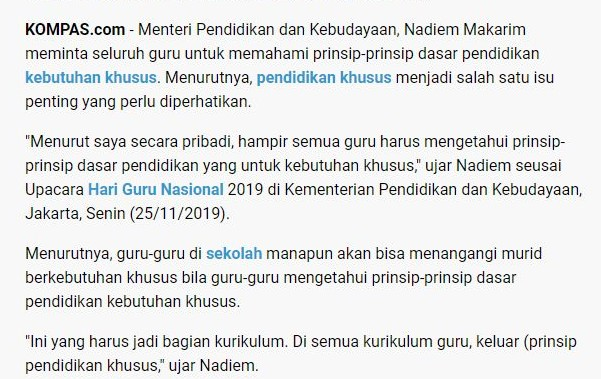 KOMPAS.com - Menteri Pendidikan dan Kebudayaan, Nadiem Makarim
meminta seluruh guru untuk memahami prinsip-prinsip dasar pendidikan
kebutuhan khusus. Menurutnya, pendidikan khusus menjadi salah satu isu
penting yang perlu diperhatikan.
"Menurut saya secara pribadi, hampir semua guru harus mengetahui prinsip-
prinsip dasar pendidikan yang untuk kebutuhan khusus," ujar Nadiem seusai
Upacara Hari Guru Nasional 2019 di Kementerian Pendidikan dan Kebudayaan,
Jakarta, Senin (25/11/2019).
Menurutnya, guru-guru di sekolah manapun akan bisa menangangi murid
berkebutuhan khusus bila guru-guru mengetahui prinsip-prinsip dasar
pendidikan kebutuhan khusus.
"Ini yang harus jadi bagian kurikulum. Di semua kurikulum guru, keluar (prinsip
pendidikan khusus," ujar Nadiem.